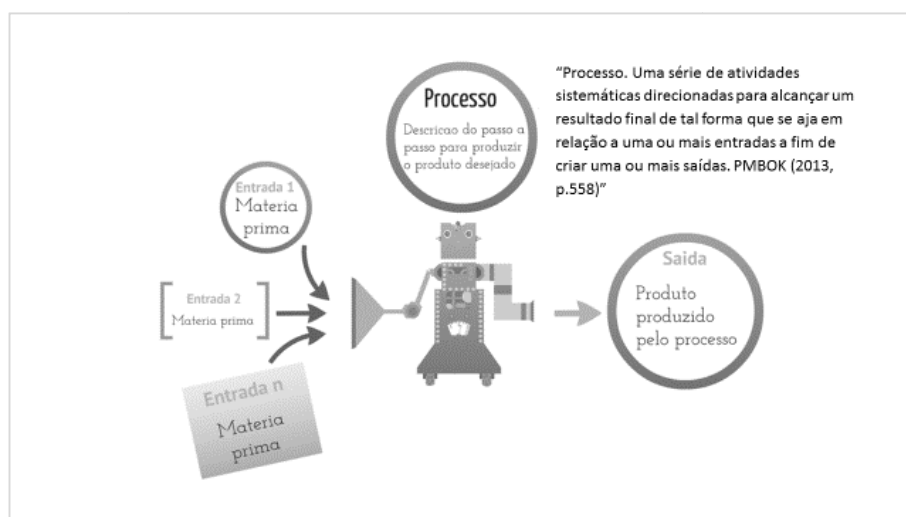 Processo
Descricao do passo a
passo para produzir
o produto desejado
“Processo. Uma série de atividades
sistemáticas direcionadas para alcançar um
resultado final de tal forma que se aja em
relação a uma ou mais entradas a fim de
criar uma ou mais saídas. PMBOK (2013,
p.558)”
Entrada 1
Materia
prima
Entrada 2
Materia prima
Entrada n
Materia
prima
Saida
Produto
produzido
pelo processo